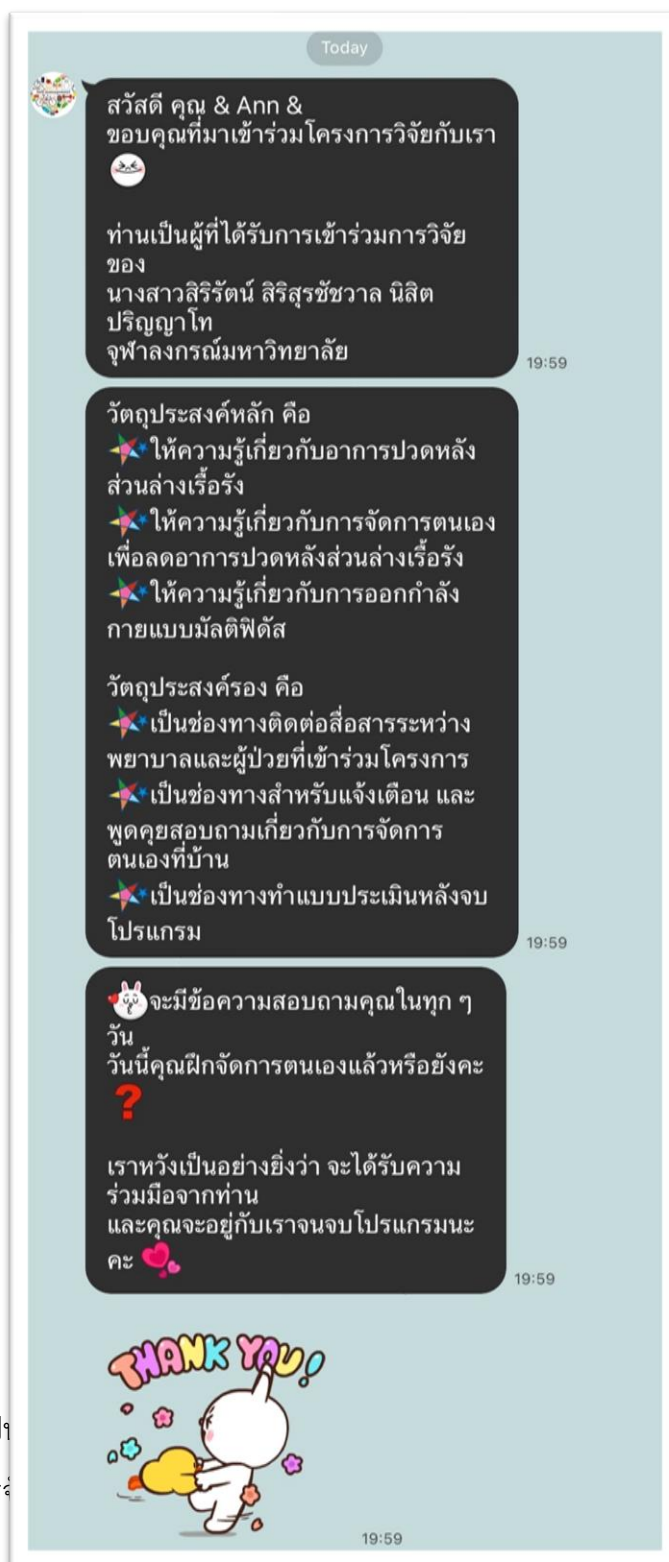 Today
สวัสดี คุณ & Ann &
ขอบคุณที่มาเข้าร่วมโครงการวิจัยกับเรา
ท่านเป็นผู้ที่ได้รับการเข้าร่วมการวิจัย
ของ
นางสาวสิริรัตน์ สิริสุรชัชวาล นิสิต
ปริญญาโท
จุฬาลงกรณ์มหาวิทยาลัย
19:59
วัตถุประสงค์หลัก คือ
ให้ความรู้เกี่ยวกับอาการปวดหลัง
ส่วนล่างเรื้อรัง
ให้ความรู้เกี่ยวกับการจัดการตนเอง
เพื่อลดอาการปวดหลังส่วนล่างเรื้อรัง
ให้ความรู้เกี่ยวกับการออกกำลัง
กายแบบมัลติฟิดัส
วัตถุประสงค์รอง คือ
เป็นช่องทางติดต่อสื่อสารระหว่าง
พยาบาลและผู้ป่วยที่เข้าร่วมโครงการ
เป็นช่องทางสำหรับแจ้งเตือน และ
พูดคุยสอบถามเกี่ยวกับการจัดการ
ตนเองที่บ้าน
เป็นช่องทางทำแบบประเมินหลังจบ
โปรแกรม
19:59
จะมีข้อความสอบถามคุณในทุก ๆ
วัน
วันนี้คุณฝึกจัดการตนเองแล้วหรือยังคะ
❓
เราหวังเป็นอย่างยิ่งว่า จะได้รับความ
ร่วมมือจากท่าน
และคุณจะอยู่กับเราจนจบโปรแกรมนะ
คะ
19:59
THANK YOU!
19:59